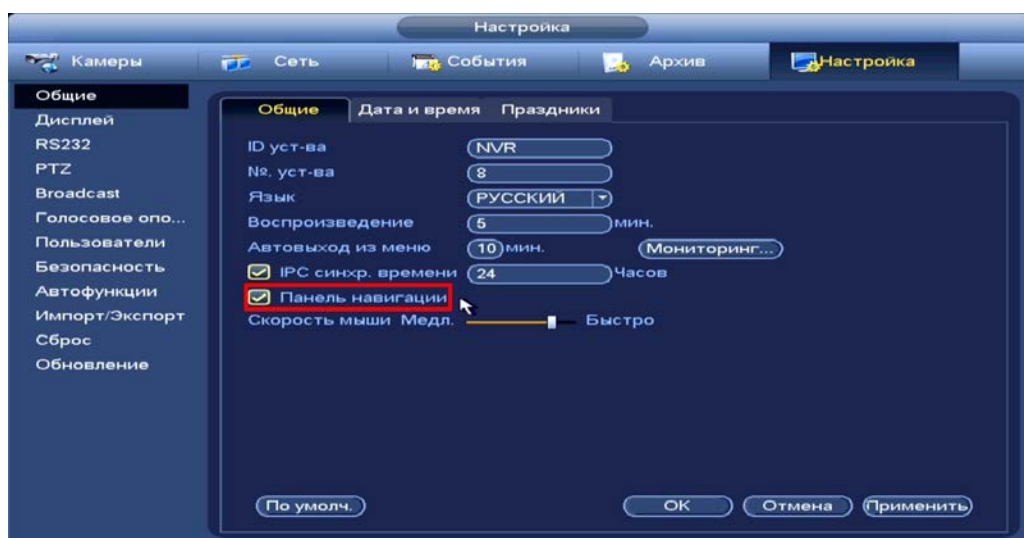 Настройка
Камеры Сеть События Архив Настройка
Общие
Дисплей
RS232
PTZ
Broadcast
Голосовое опо...
Пользователи
Безопасность
Автофункции
Импорт/Экспорт
Сброс
Обновление
Общие Дата и время Праздники
ID уст-ва NVR
№. уст-ва 8
Язык РУССКИЙ
Воспроизведение 5 мин.
Автовыход из меню 10 мин. Мониторинг...
IPC синхр. времени 24 Часов
Панель навигации
Скорость мыши Медл. Быстро
По умолч. OK Отмена Применить